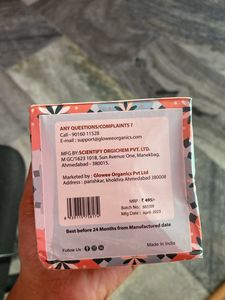 ANY QUESTIONS/COMPLAINTS ?
Call - 90160 11528
E-mail : support@gloweeorganics.com
MFG BY:SCIENTIFY ORGICHEM PVT. LTD.
M-GC/1623 1018, Sun Avenue One, Manekbag,
Ahmedabad - 380015.
Marketed by : Glowee Organics Pvt Ltd
Address : parishkar, khokhra Ahmedabad 380008
MRP : ₹ 495/-
Batch No :
Mfg Date : April- 2023
Best before 24 Months from Manufactured date
Follow Us
Made In India